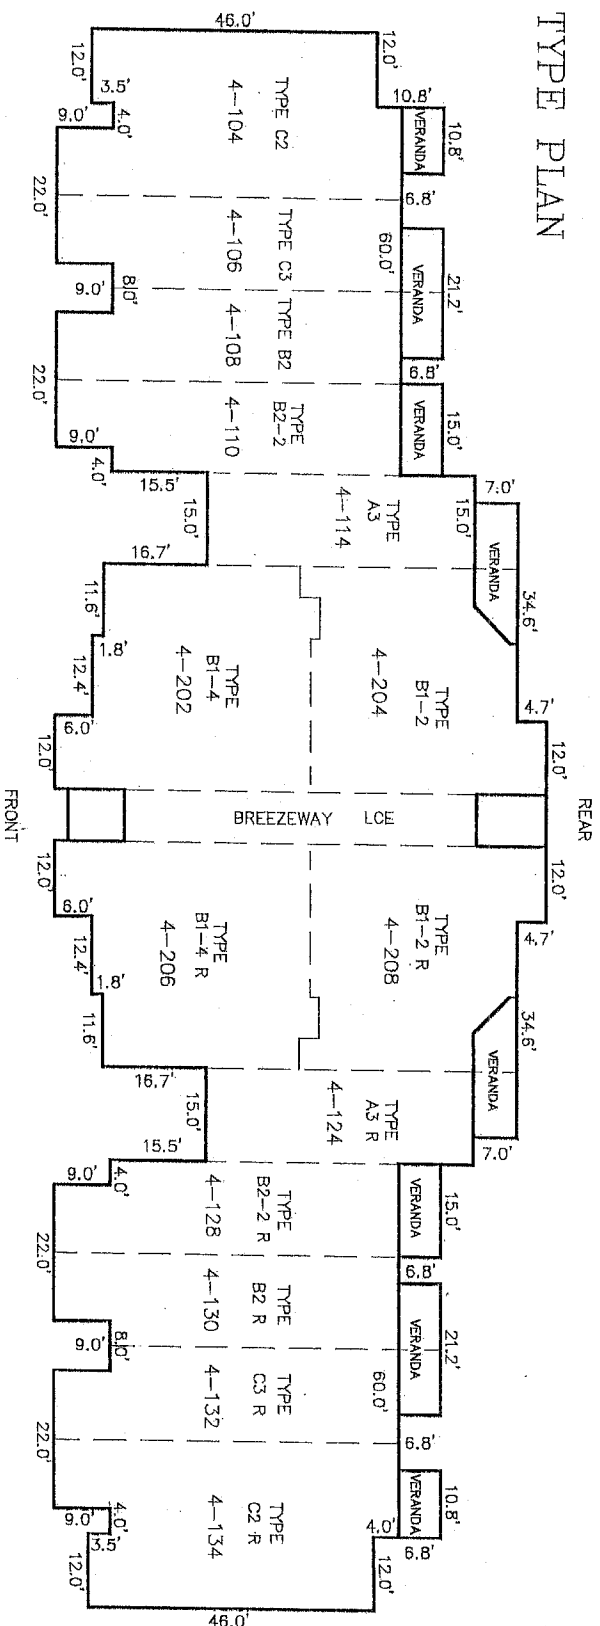 TYPE PLAN
REAR
46.0'
12.0'
12.0'
10.8'
10.8'
VERANDA
3.5'
4.0'
9.0'
TYPE C2
4-104
6.8'
22.0'
60.0'
TYPE C3
4-106
21.2'
VERANDA
9.0'
8.0'
TYPE B2
4-108
6.8'
22.0'
TYPE
B2-2
4-110
15.0'
VERANDA
9.0'
4.0'
15.5'
15.0'
15.0'
7.0'
TYPE
A3
4-114
VERANDA
34.6'
16.7'
11.6'
1.8'
12.4'
6.0'
12.0'
TYPE
B1-4
4-202
TYPE
B1-2
4-204
4.7'
12.0'
BREEZEWAY LCE
12.0'
6.0'
12.4'
1.8'
11.6'
16.7'
TYPE
B1-4 R
4-206
TYPE
B1-2 R
4-208
12.0'
4.7'
34.6'
VERANDA
7.0'
15.0'
15.5'
TYPE
A3 R
4-124
9.0'
4.0'
TYPE
B2-2 R
4-128
15.0'
VERANDA
22.0'
6.8'
TYPE
B2 R
4-130
21.2'
VERANDA
9.0'
8.0'
TYPE
C3 R
4-132
60.0'
22.0'
6.8'
TYPE
C2 R
4-134
10.8'
VERANDA
4.0'
6.8'
9.0'
4.0'
3.5'
12.0'
12.0'
46.0'
FRONT